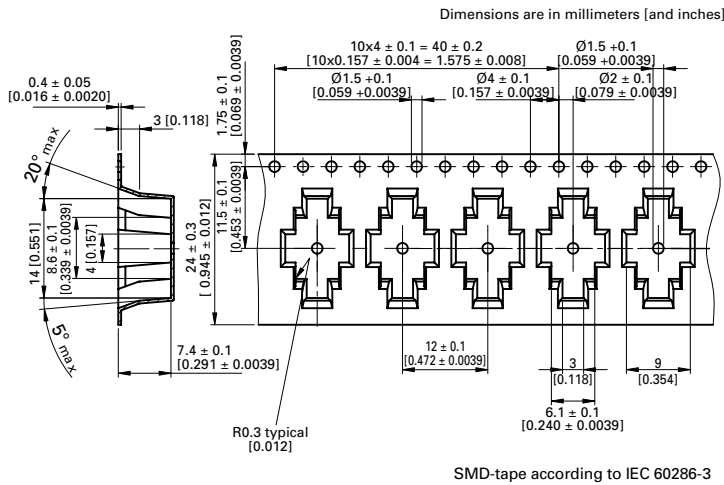 Dimensions are in millimeters [and inches]
10x4 ± 0.1 = 40 ± 0.2
[10x0.157 ± 0.004 = 1.575 ± 0.008]
Ø1.5 +0.1
[0.059 +0.0039]
0.4 ± 0.05
[0.016 ± 0.0020]
1.75 ± 0.1
[0.069 ± 0.0039]
Ø1.5 +0.1
[0.059 +0.0039]
Ø4 ± 0.1
[0.157 ± 0.0039]
Ø2 ± 0.1
[0.079 ± 0.0039]
3 [0.118]
20° max
14 [0.551]
8.6 ± 0.1
[0.339 ± 0.0039]
4 [0.157]
24 ± 0.3
[ 0.945 ± 0.012]
11.5 ± 0.1
[0.453 ± 0.0039]
5° max
7.4 ± 0.1
[0.291 ± 0.0039]
12 ± 0.1
[0.472 ± 0.0039]
3
[0.118]
9
[0.354]
6.1 ± 0.1
[0.240 ± 0.0039]
R0.3 typical
[0.012]
SMD-tape according to IEC 60286-3